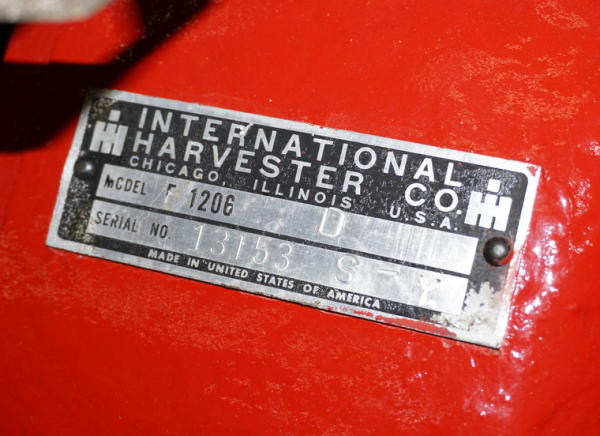 INTERNATIONAL
HARVESTER CO.
CHICAGO, ILLINOIS U.S.A.
MODEL F 1206 D
SERIAL NO. 13153 S-Y
MADE IN UNITED STATES OF AMERICA